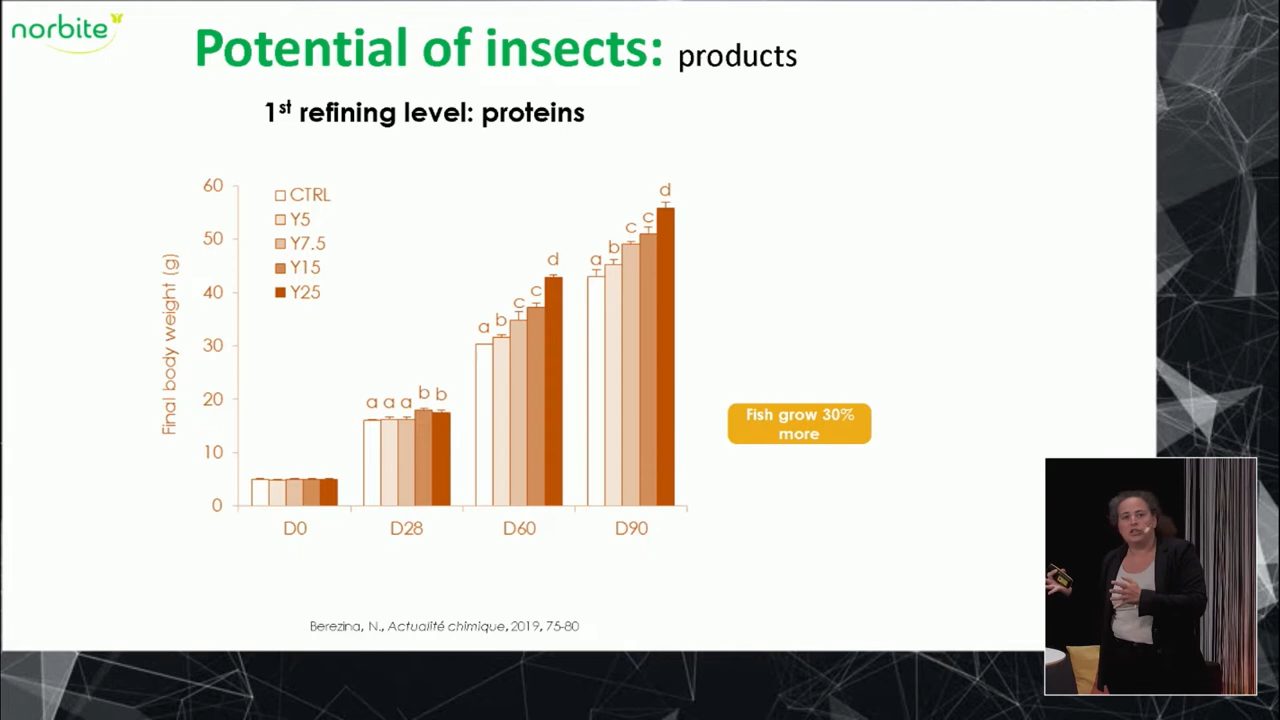 norbite
Potential of insects: products
1st refining level: proteins
Final body weight (g)
60
50
40
30
20
10
0
CTRL
Y5
Y7.5
Y15
Y25
a a a b b
a b c c d
a b c c d
D0 D28 D60 D90
Fish grow 30%
more
Berezina, N., Actualité chimique, 2019, 75-80